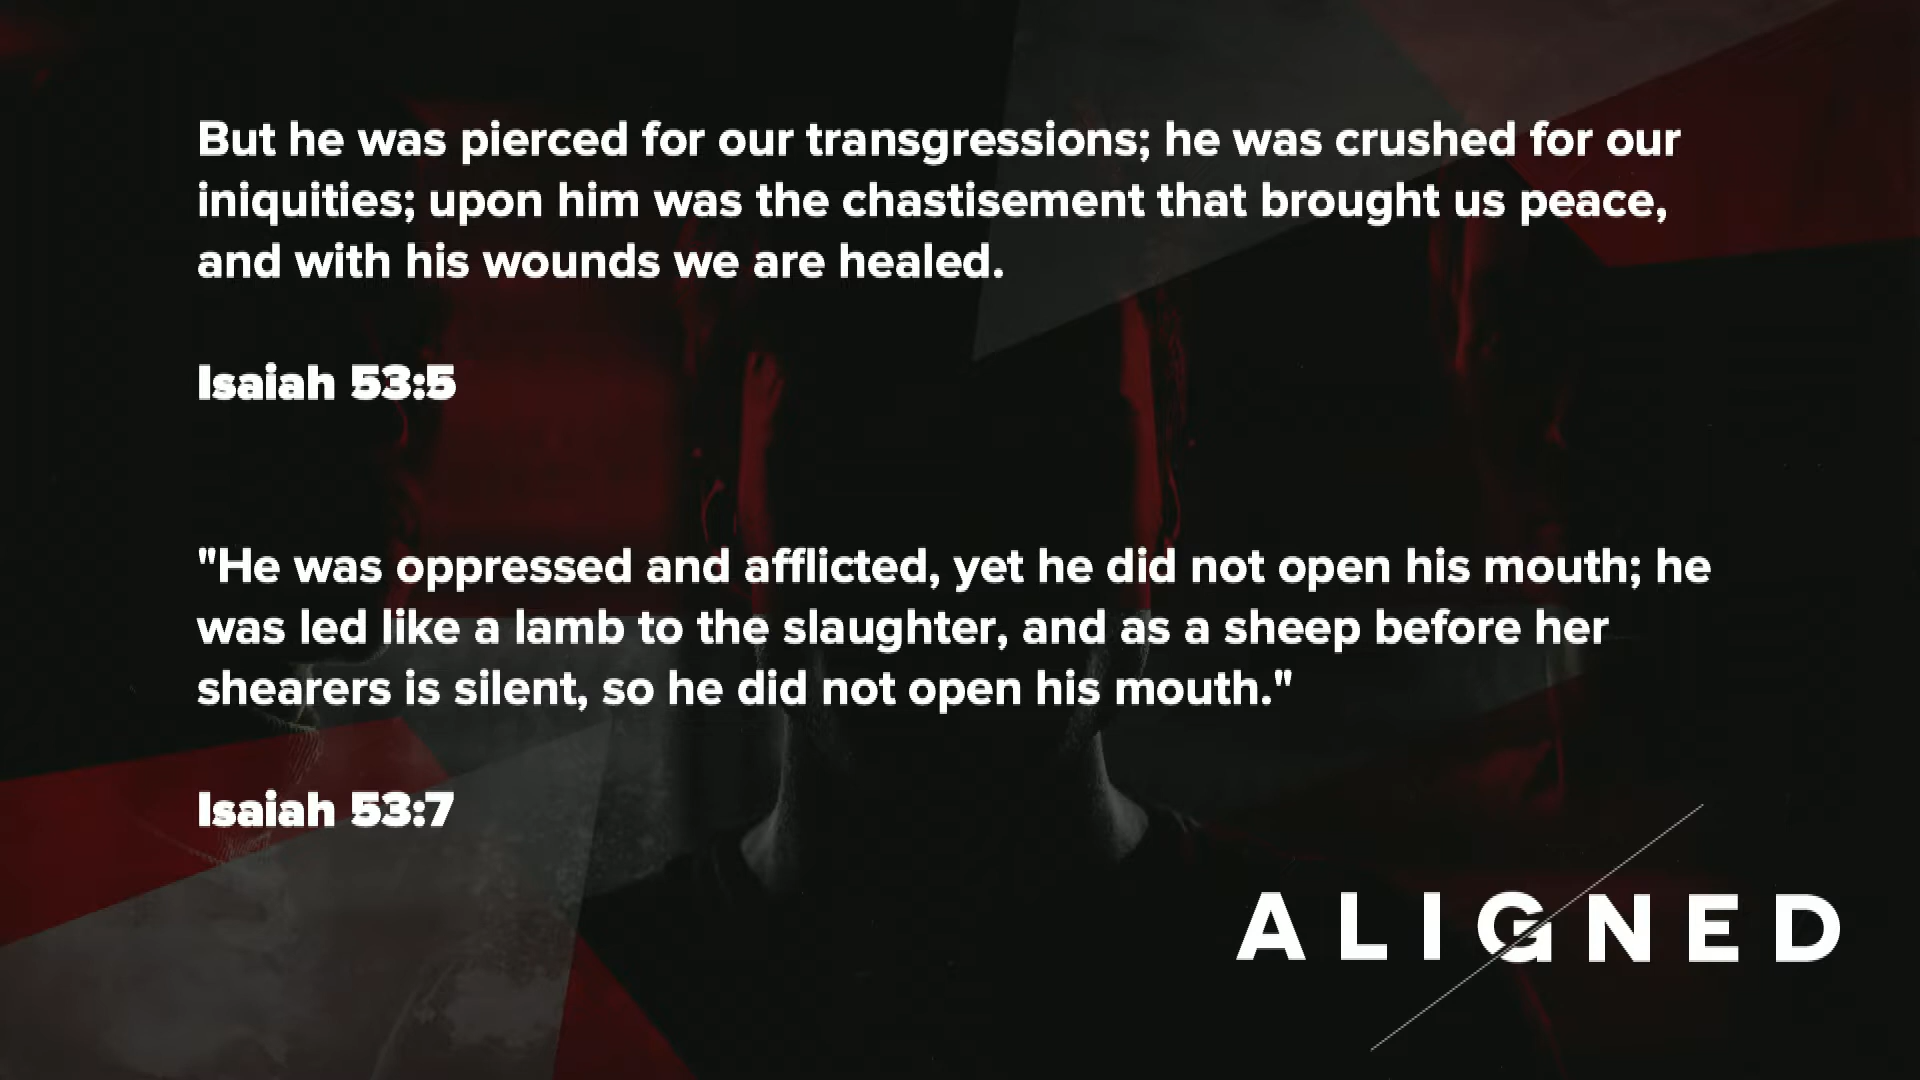 But he was pierced for our transgressions; he was crushed for our
iniquities; upon him was the chastisement that brought us peace,
and with his wounds we are healed.
Isaiah 53:5
"He was oppressed and afflicted, yet he did not open his mouth; he
was led like a lamb to the slaughter, and as a sheep before her
shearers is silent, so he did not open his mouth."
Isaiah 53:7
ALIGNED